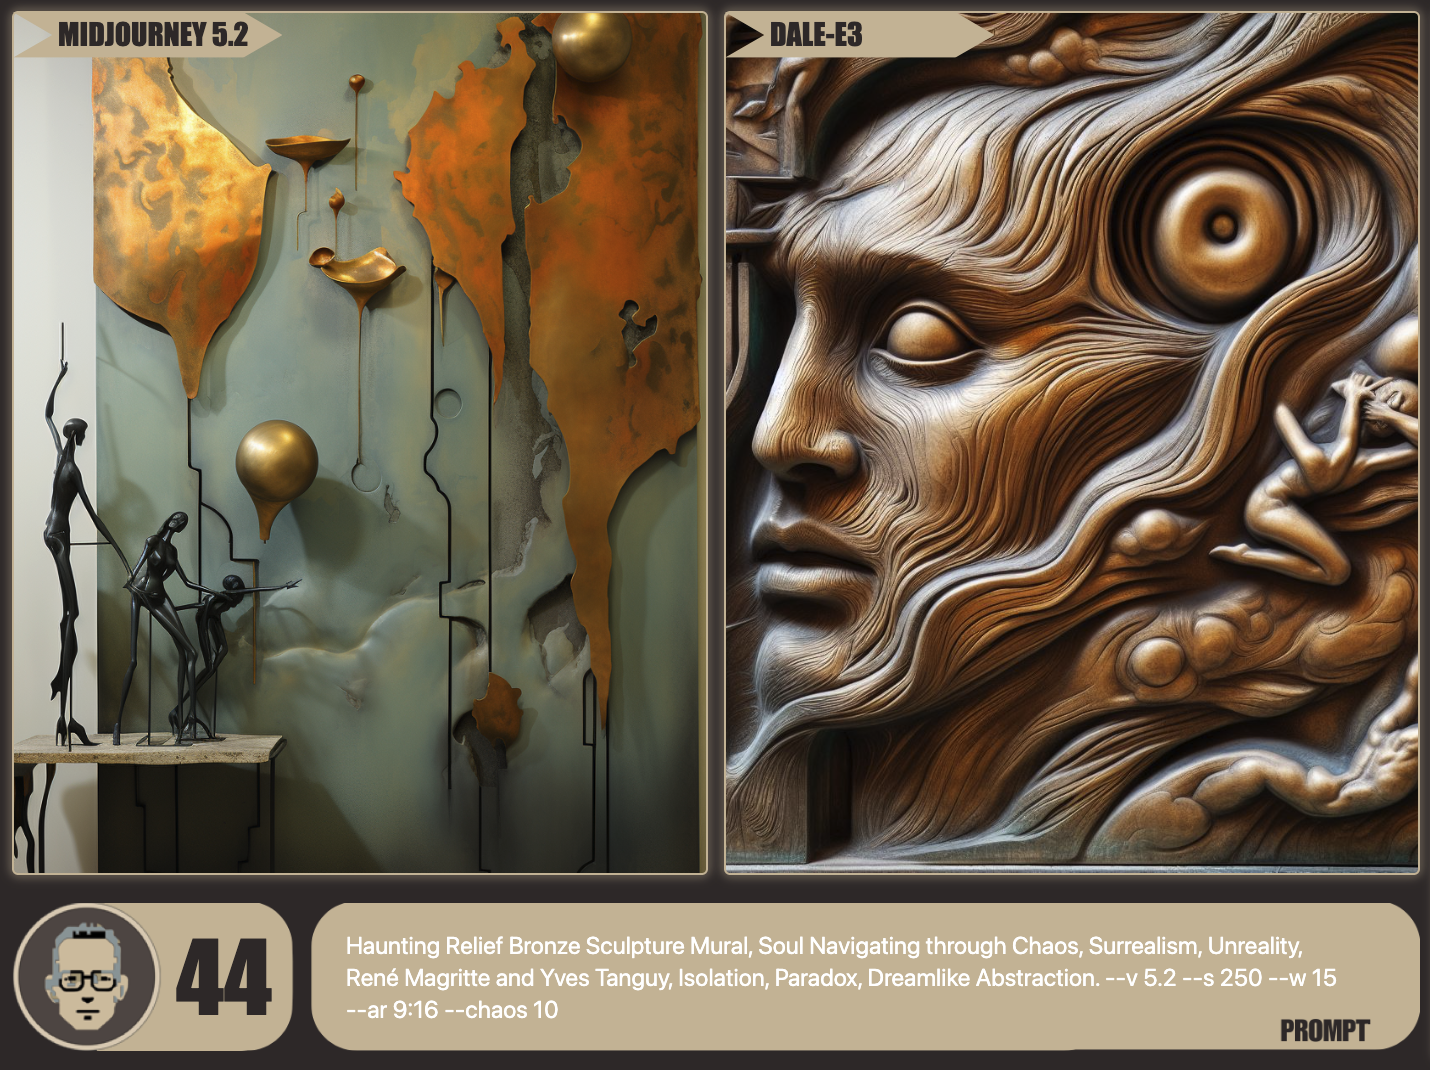 MIDJOURNEY 5.2
DALE-E3
44
Haunting Relief Bronze Sculpture Mural, Soul Navigating through Chaos, Surrealism, Unreality,
René Magritte and Yves Tanguy, Isolation, Paradox, Dreamlike Abstraction. --v 5.2 --s 250 --w 15
--ar 9:16 --chaos 10
PROMPT